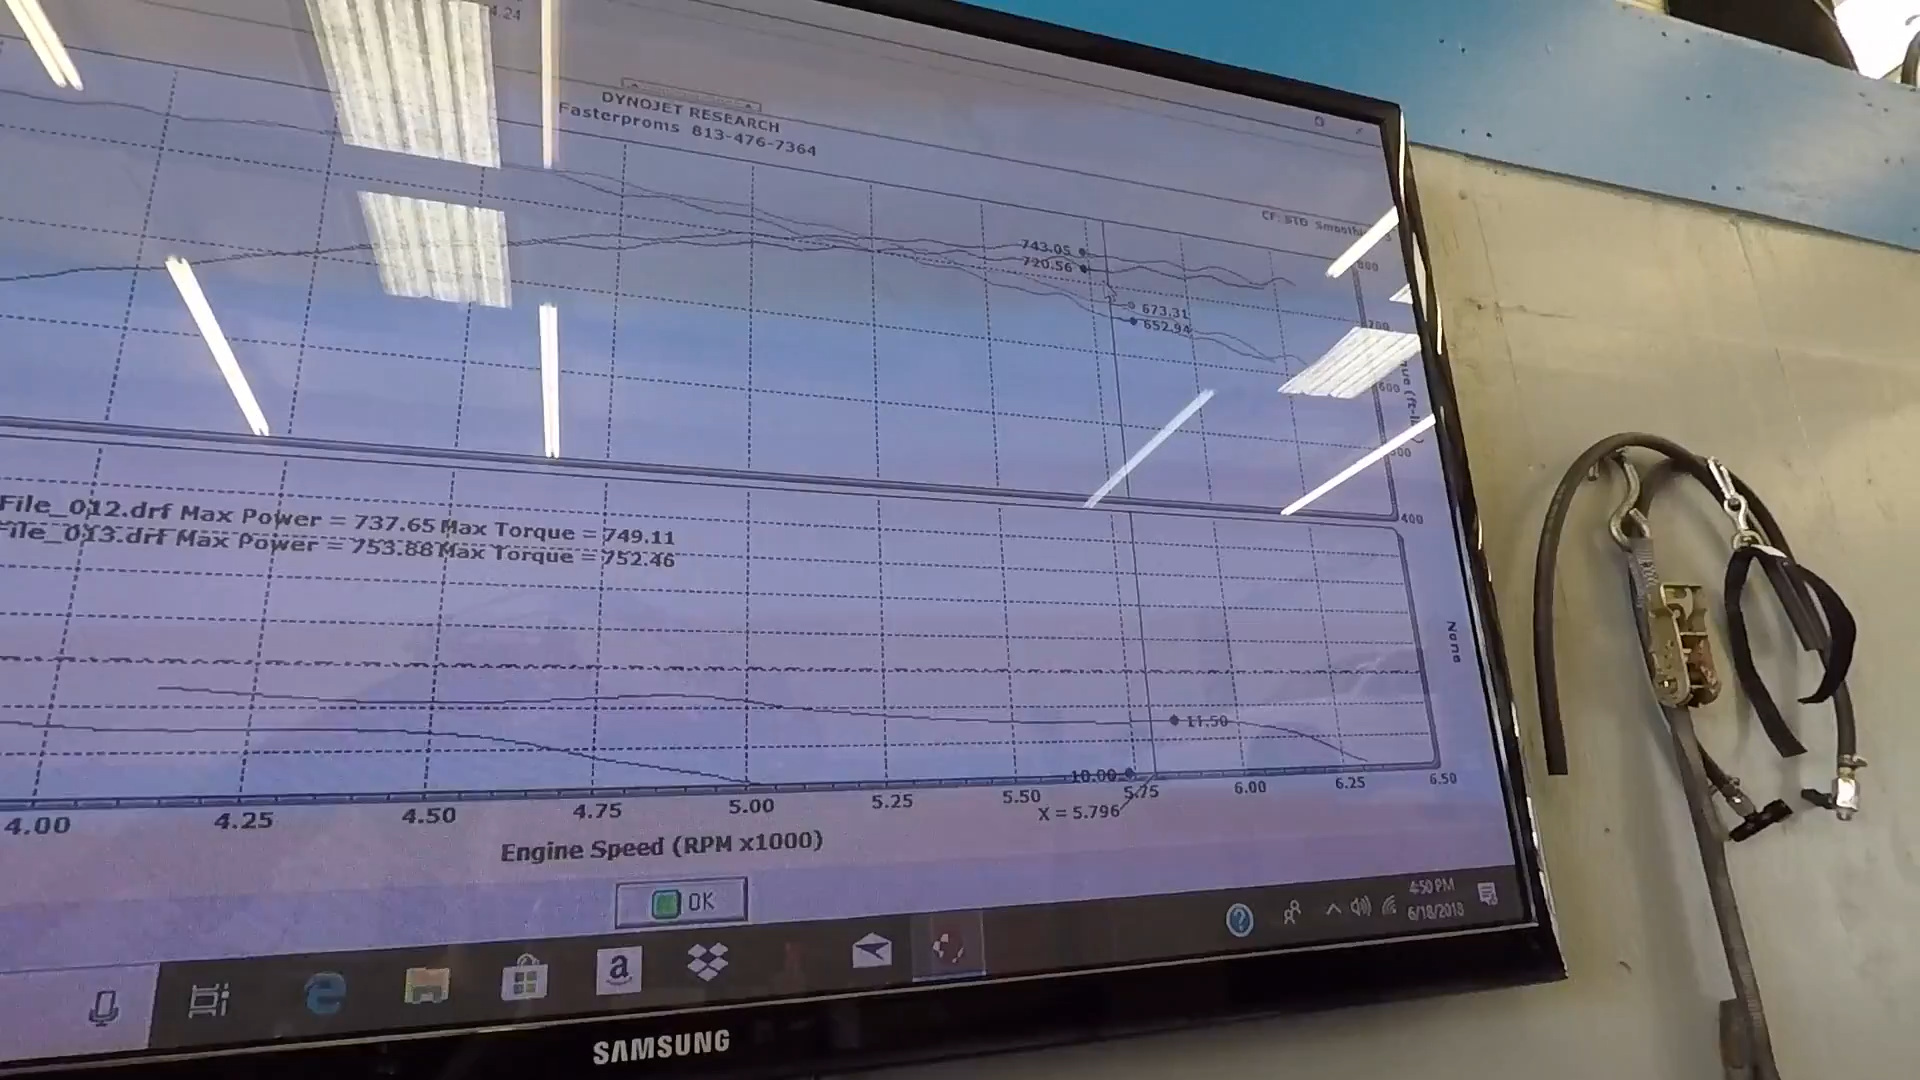 4.24
DYNOJET RESEARCH
Fasterproms 813-476-7364
CF: STD Smoothi
743.05
720.56
673.31
652.94
800
700
600
500
400
File_012.drf Max Power = 737.65 Max Torque = 749.11
File_013.drf Max Power = 753.88 Max Torque = 752.46
None
11.50
10.00
4.00 4.25 4.50 4.75 5.00 5.25 5.50 5.75 6.00 6.25 6.50
X = 5.796
Engine Speed (RPM x1000)
OK
4:50 PM
6/18/2018
a
SAMSUNG